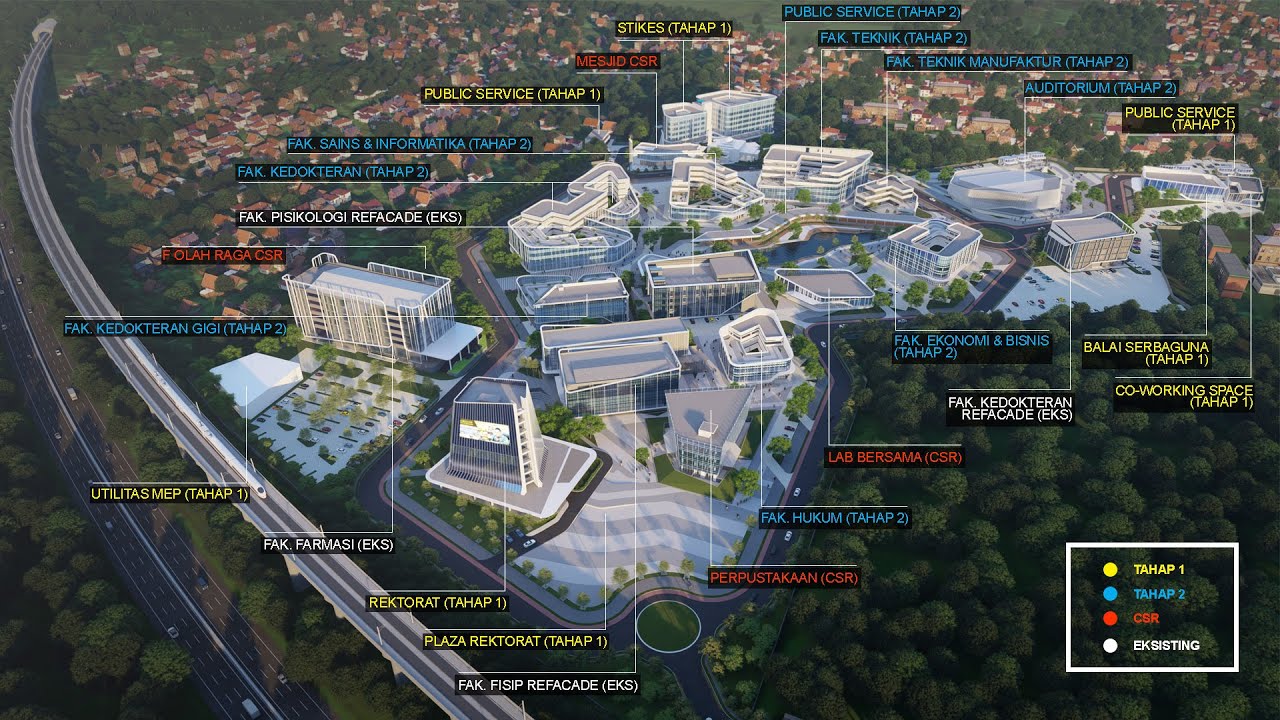 PUBLIC SERVICE (TAHAP 2)
STIKES (TAHAP 1)
FAK. TEKNIK (TAHAP 2)
MESJID CSR
FAK. TEKNIK MANUFAKTUR (TAHAP 2)
PUBLIC SERVICE (TAHAP 1)
AUDITORIUM (TAHAP 2)
PUBLIC SERVICE
(TAHAP 1)
FAK. SAINS & INFORMATIKA (TAHAP 2)
FAK. KEDOKTERAN (TAHAP 2)
FAK. PISIKOLOGI REFACADE (EKS)
F OLAH RAGA CSR
FAK. KEDOKTERAN GIGI (TAHAP 2)
FAK. EKONOMI & BISNIS
(TAHAP 2)
BALAI SERBAGUNA
(TAHAP 1)
CO-WORKING SPACE
(TAHAP 1)
FAK. KEDOKTERAN
REFACADE (EKS)
LAB BERSAMA (CSR)
UTILITAS MEP (TAHAP 1)
FAK. HUKUM (TAHAP 2)
FAK. FARMASI (EKS)
PERPUSTAKAAN (CSR)
REKTORAT (TAHAP 1)
PLAZA REKTORAT (TAHAP 1)
FAK. FISIP REFACADE (EKS)
TAHAP 1
TAHAP 2
CSR
EKSISTING